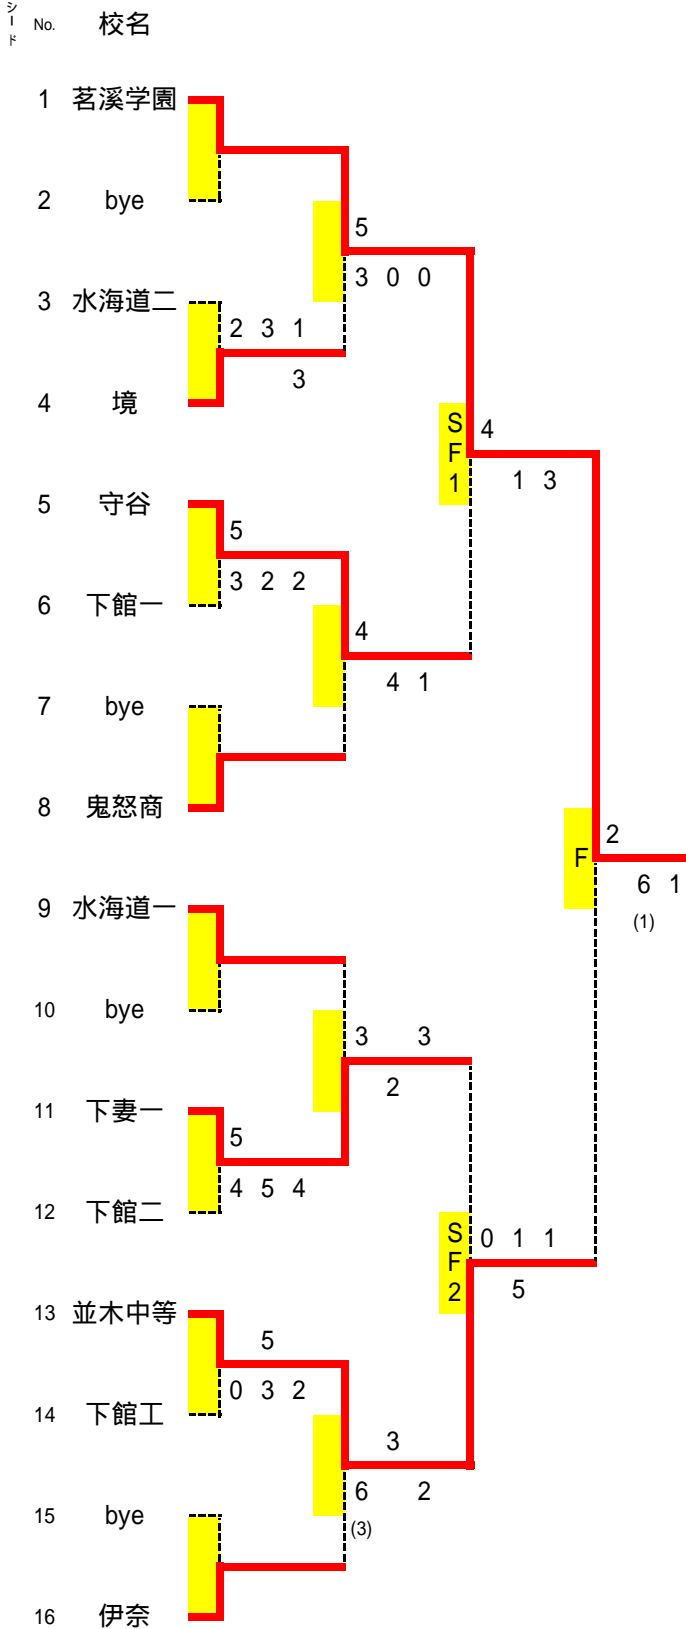 シード No. 校名
1 茗溪学園
2 bye
5
3 0 0
3 水海道二
2 3 1
3
4 境
SF1
4
1 3
5 守谷
5
3 2 2
6 下館一
4
4 1
7 bye
8 鬼怒商
F
2
6 1
(1)
9 水海道一
10 bye
3 3
2
11 下妻一
5
4 5 4
12 下館二
SF2
0 1 1
5
13 並木中等
5
0 3 2
14 下館工
3
6 2
(3)
15 bye
16 伊奈